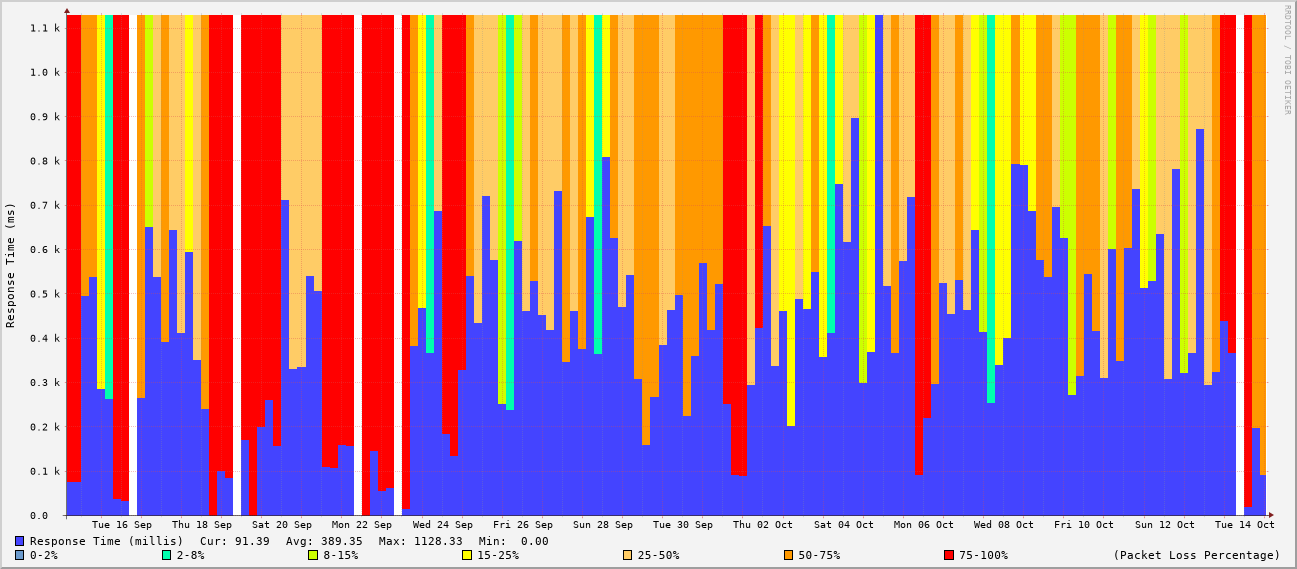 RRDTOOL / TOBI OETIKER
Response Time (ms)
1.1 k
1.0 k
0.9 k
0.8 k
0.7 k
0.6 k
0.5 k
0.4 k
0.3 k
0.2 k
0.1 k
0.0
Tue 16 Sep Thu 18 Sep Sat 20 Sep Mon 22 Sep Wed 24 Sep Fri 26 Sep Sun 28 Sep Tue 30 Sep Thu 02 Oct Sat 04 Oct Mon 06 Oct Wed 08 Oct Fri 10 Oct Sun 12 Oct Tue 14 Oct
Response Time (millis) Cur: 91.39 Avg: 389.35 Max: 1128.33 Min: 0.00
0-2% 2-8% 8-15% 15-25% 25-50% 50-75% 75-100% (Packet Loss Percentage)